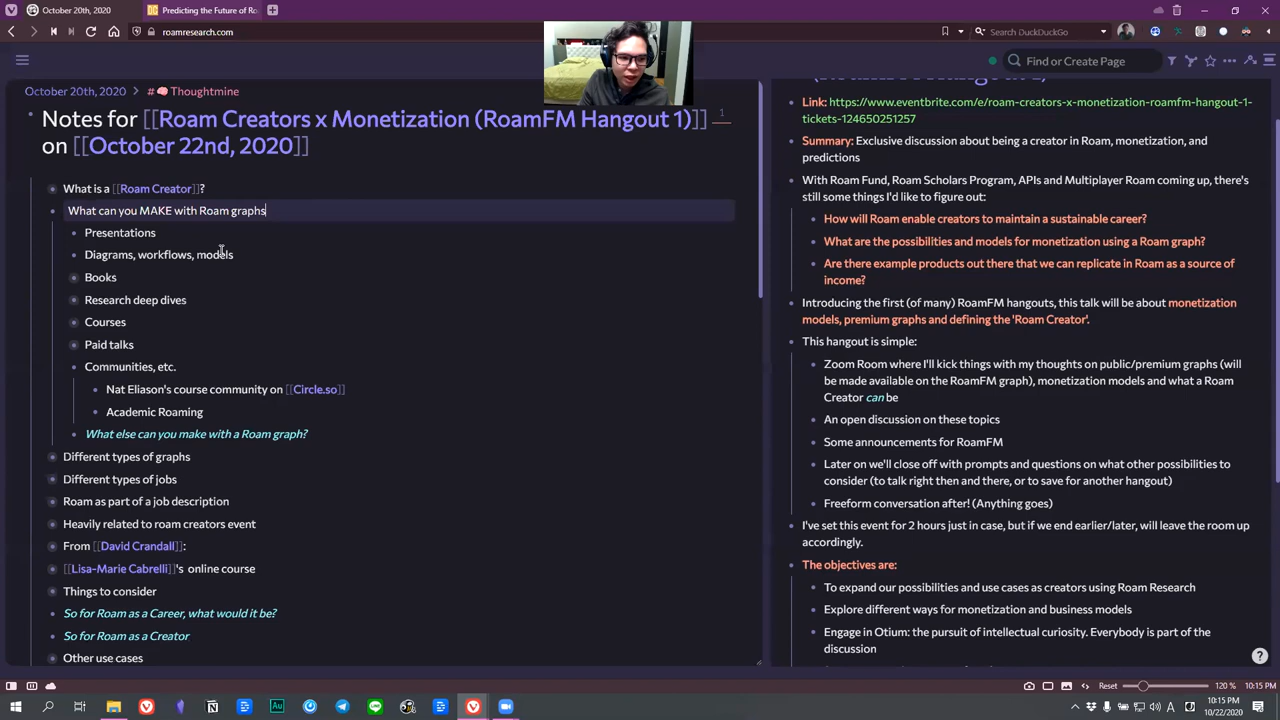 October 20th, 2020
Predicting the Future of Ro
roamresearch.com
Search DuckDuckGo
Find or Create Page
October 20th, 2020 > #🧠 Thoughtmine
Notes for [[Roam Creators x Monetization (RoamFM Hangout 1)]]
on [[October 22nd, 2020]]
1
What is a [[Roam Creator]]?
What can you MAKE with Roam graphs
Presentations
Diagrams, workflows, models
Books
Research deep dives
Courses
Paid talks
Communities, etc.
Nat Eliason's course community on [[Circle.so]]
Academic Roaming
What else can you make with a Roam graph?
Different types of graphs
Different types of jobs
Roam as part of a job description
Heavily related to roam creators event
From [[David Crandall]]:
[[Lisa-Marie Cabrelli]]'s online course
Things to consider
So for Roam as a Career, what would it be?
So for Roam as a Creator
Other use cases
Link: https://www.eventbrite.com/e/roam-creators-x-monetization-roamfm-hangout-1-
tickets-124650251257
Summary: Exclusive discussion about being a creator in Roam, monetization, and
predictions
With Roam Fund, Roam Scholars Program, APIs and Multiplayer Roam coming up, there's
still some things I'd like to figure out:
How will Roam enable creators to maintain a sustainable career?
What are the possibilities and models for monetization using a Roam graph?
Are there example products out there that we can replicate in Roam as a source of
income?
Introducing the first (of many) RoamFM hangouts, this talk will be about monetization
models, premium graphs and defining the 'Roam Creator'.
This hangout is simple:
Zoom Room where I'll kick things with my thoughts on public/premium graphs (will
be made available on the RoamFM graph), monetization models and what a Roam
Creator can be
An open discussion on these topics
Some announcements for RoamFM
Later on we'll close off with prompts and questions on what other possibilities to
consider (to talk right then and there, or to save for another hangout)
Freeform conversation after! (Anything goes)
I've set this event for 2 hours just in case, but if we end earlier/later, will leave the room up
accordingly.
The objectives are:
To expand our possibilities and use cases as creators using Roam Research
Explore different ways for monetization and business models
Engage in Otium: the pursuit of intellectual curiosity. Everybody is part of the
discussion
Reset
120 %
10:15 PM
10:15 PM
10/22/2020